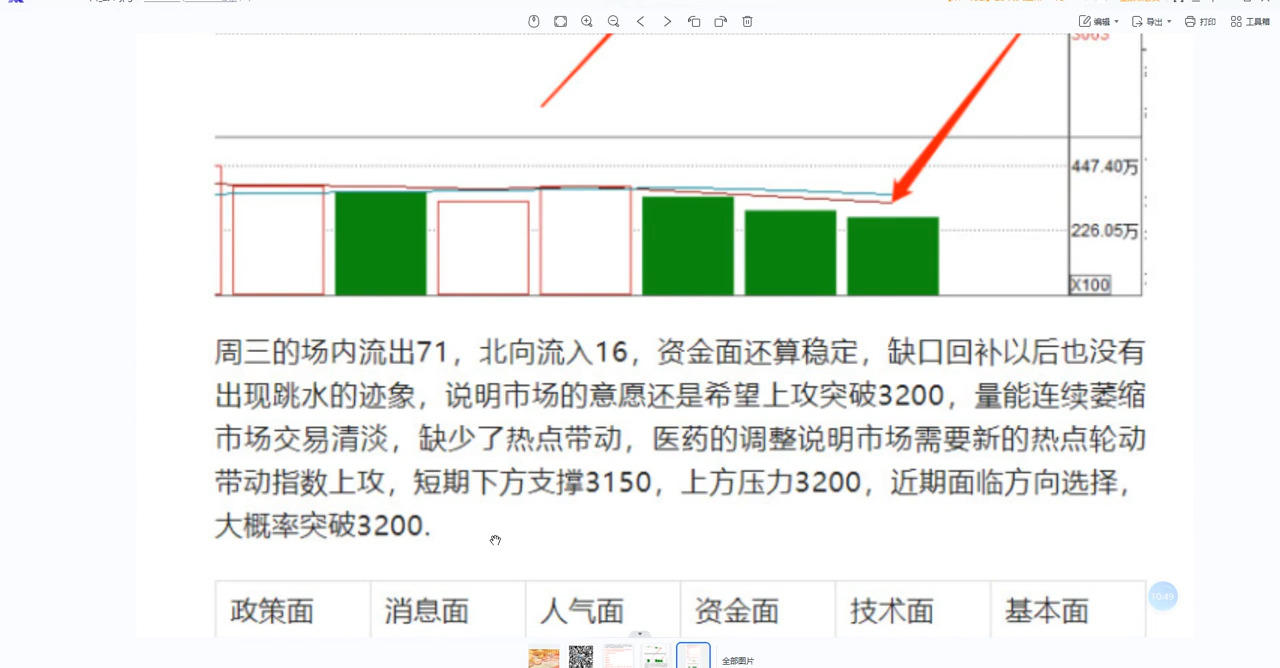 编辑 导出 打印 工具箱
447.40万
226.05万
X100
周三的场内流出71，北向流入16，资金面还算稳定，缺口回补以后也没有
出现跳水的迹象，说明市场的意愿还是希望上攻突破3200，量能连续萎缩
市场交易清淡，缺少了热点带动，医药的调整说明市场需要新的热点轮动
带动指数上攻，短期下方支撑3150，上方压力3200，近期面临方向选择，
大概率突破3200.
政策面 消息面 人气面 资金面 技术面 基本面
10:49
全部图片